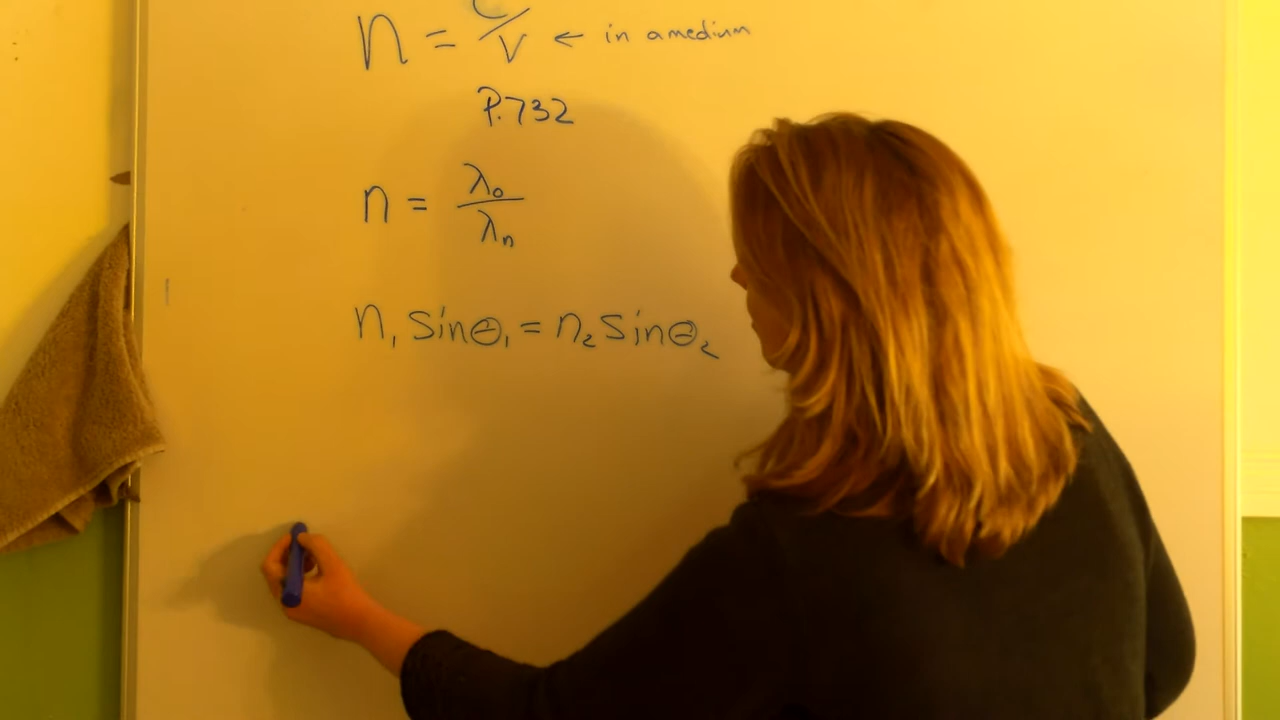 n = c/v ← in a medium
P.732
n = λ₀/λₙ
n₁ sinθ₁ = n₂ sinθ₂